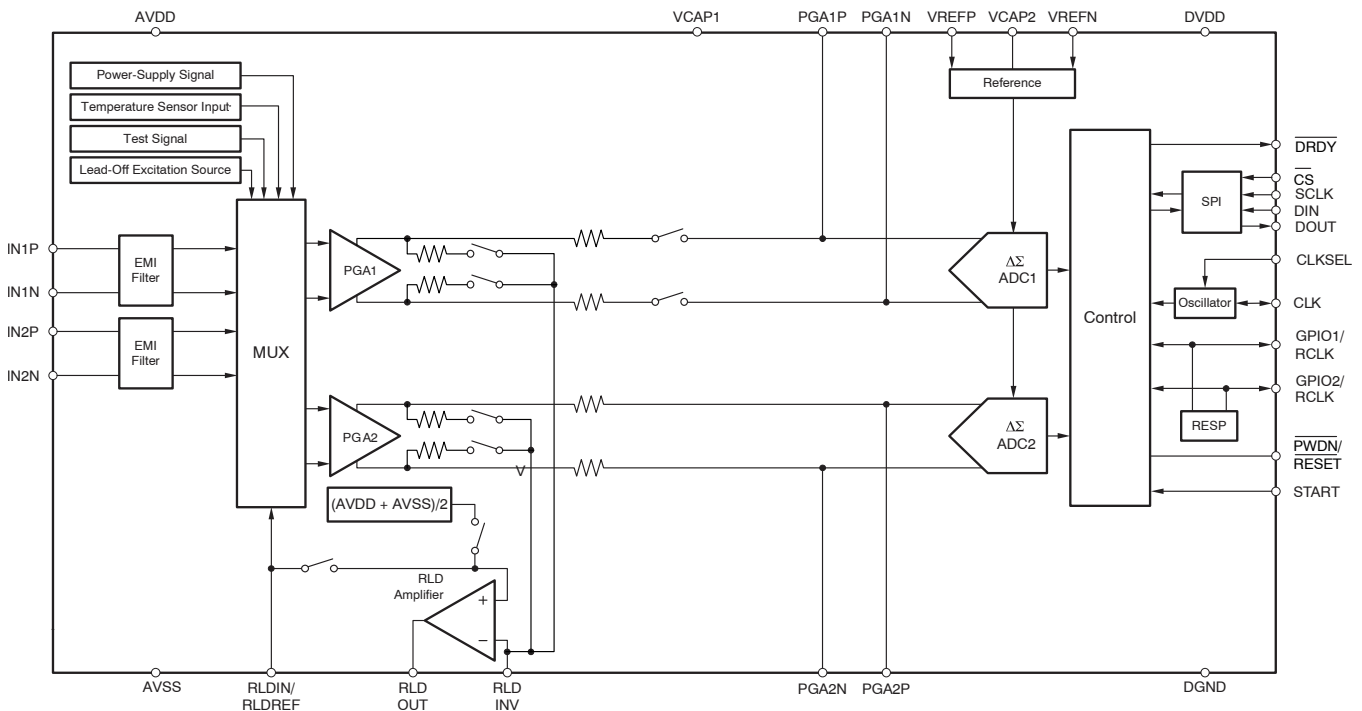 AVDD
VCAP1
PGA1P
PGA1N
VREFP
VCAP2
VREFN
DVDD
Power-Supply Signal
Temperature Sensor Input
Test Signal
Lead-Off Excitation Source
Reference
DRDY
CS
SCLK
DIN
DOUT
SPI
CLKSEL
Oscillator
CLK
GPIO1/
RCLK
GPIO2/
RCLK
RESP
PWDN/
RESET
START
IN1P
IN1N
IN2P
IN2N
EMI
Filter
EMI
Filter
MUX
PGA1
PGA2
ΔΣ
ADC1
ΔΣ
ADC2
Control
V
(AVDD + AVSS)/2
RLD
Amplifier
+
−
AVSS
RLDIN/
RLDREF
RLD
OUT
RLD
INV
PGA2N
PGA2P
DGND